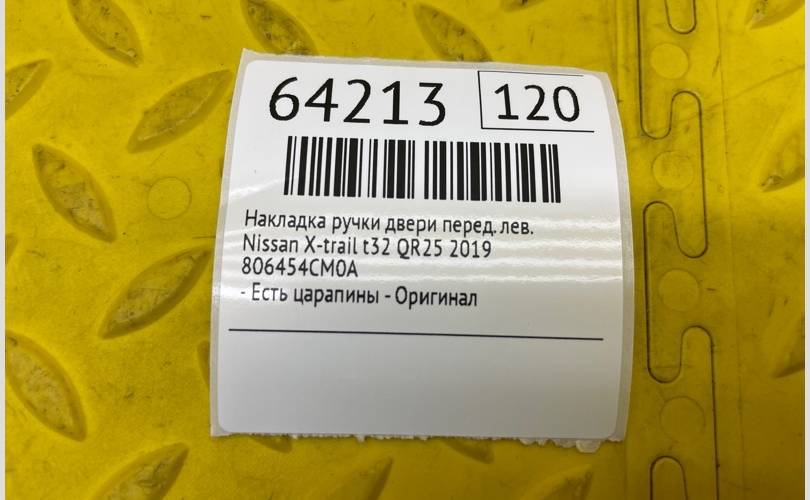 64213 120
Накладка ручки двери перед. лев.
Nissan X-trail t32 QR25 2019
806454CM0A
- Есть царапины - Оригинал